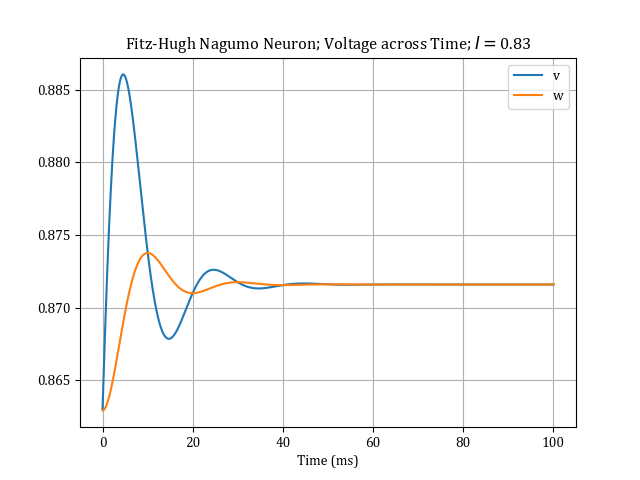 Fitz-Hugh Nagumo Neuron; Voltage across Time; I = 0.83
v
w
0.885
0.880
0.875
0.870
0.865
0 20 40 60 80 100
Time (ms)